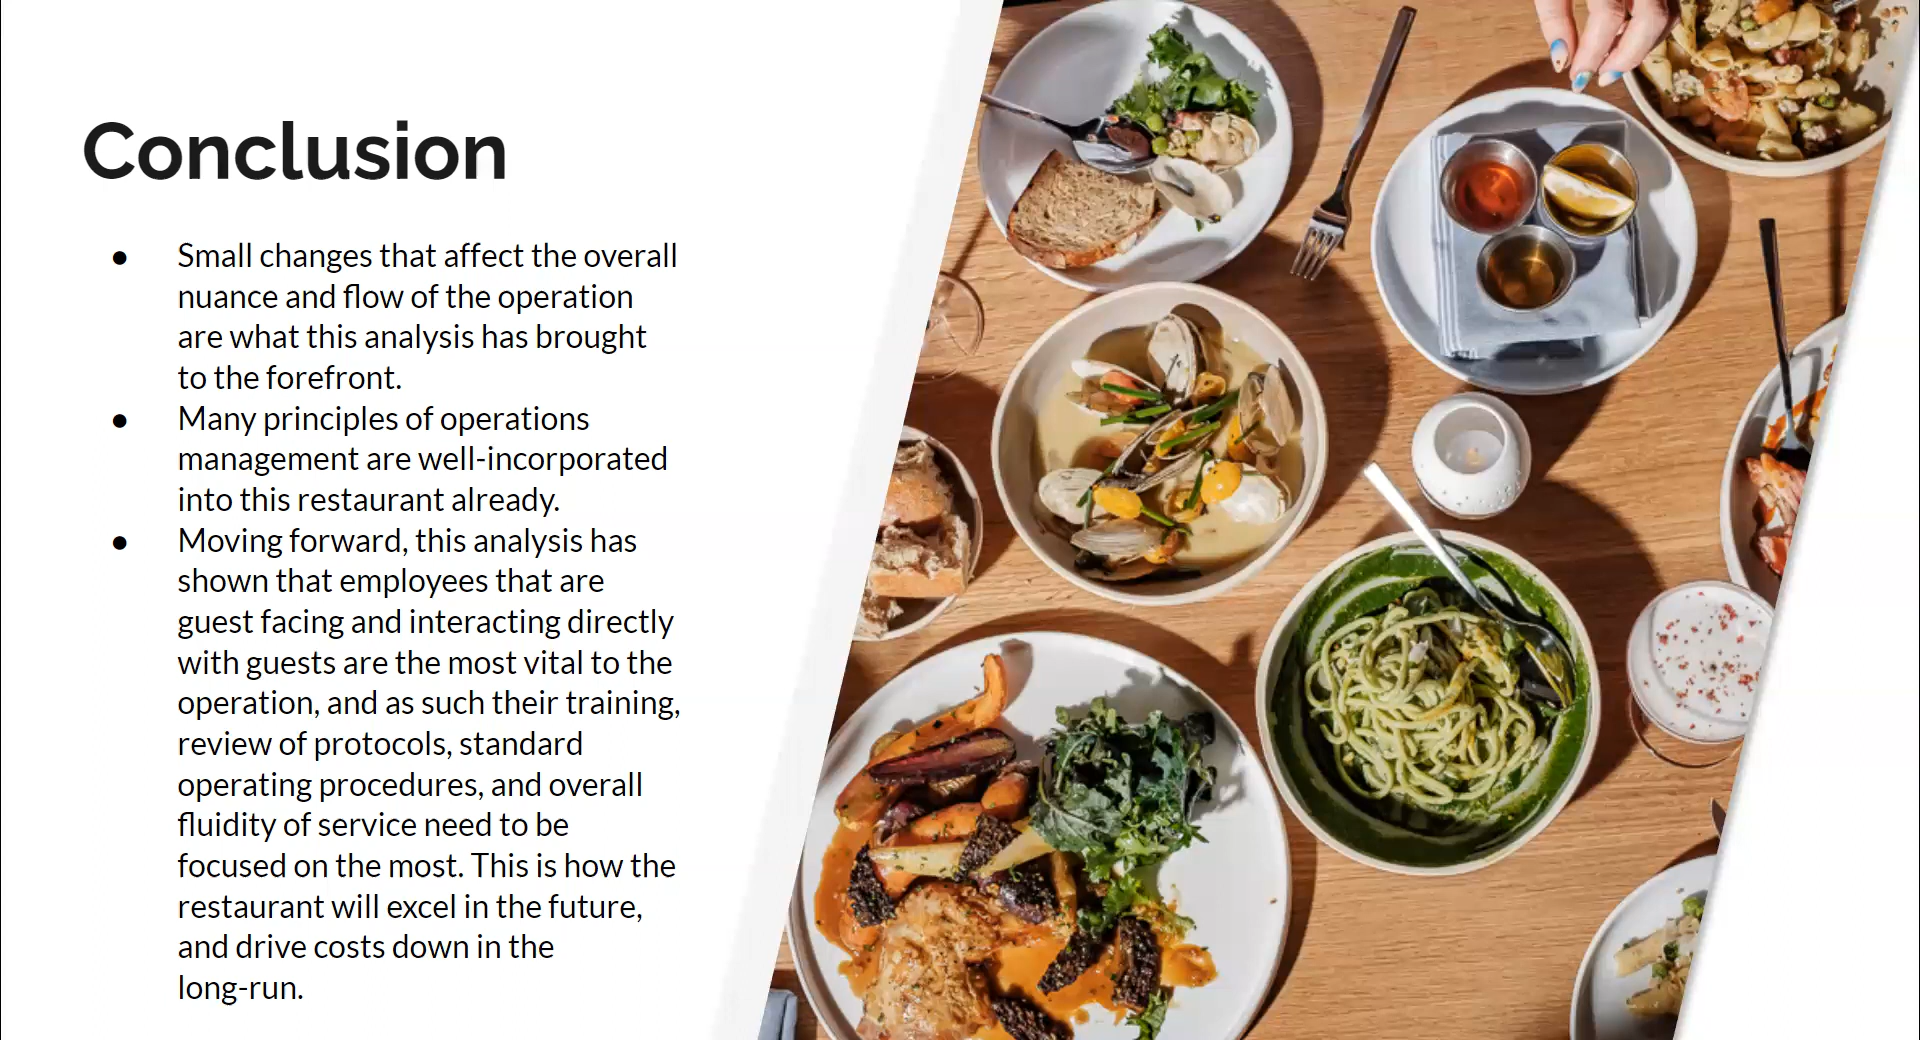 Conclusion
● Small changes that affect the overall
nuance and flow of the operation
are what this analysis has brought
to the forefront.
● Many principles of operations
management are well-incorporated
into this restaurant already.
● Moving forward, this analysis has
shown that employees that are
guest facing and interacting directly
with guests are the most vital to the
operation, and as such their training,
review of protocols, standard
operating procedures, and overall
fluidity of service need to be
focused on the most. This is how the
restaurant will excel in the future,
and drive costs down in the
long-run.